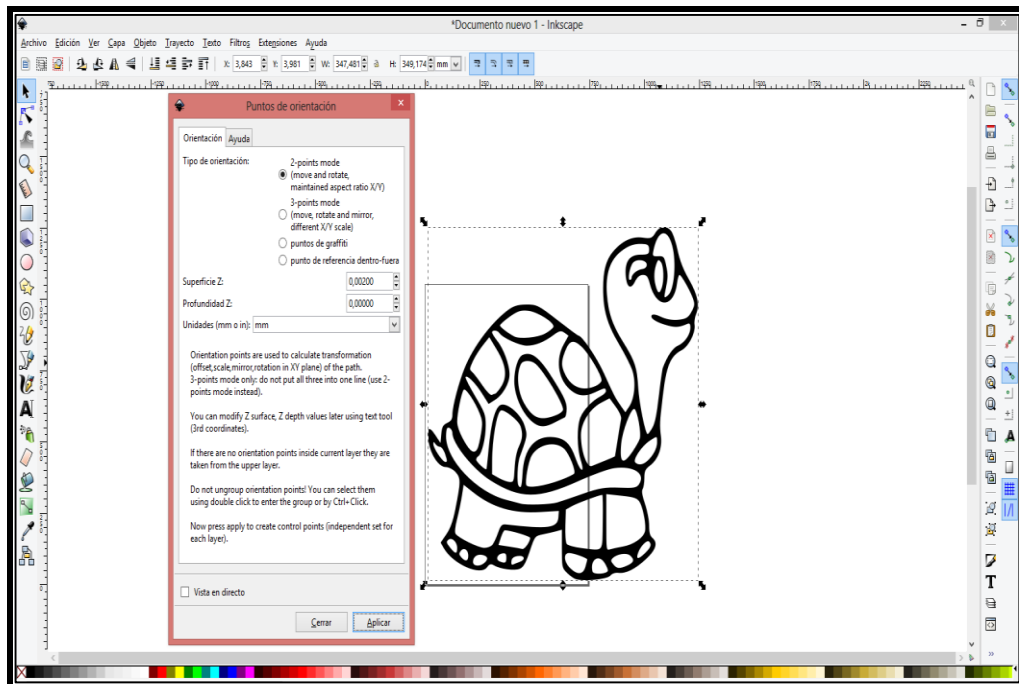 *Documento nuevo 1 - Inkscape
Archivo Edición Ver Capa Objeto Trayecto Texto Filtros Extensiones Ayuda
X: 3,843 Y: 3,981 W: 347,481 H: 349,174 mm
Puntos de orientación
Orientación Ayuda
Tipo de orientación:
2-points mode
(move and rotate,
maintained aspect ratio X/Y)
3-points mode
(move, rotate and mirror,
different X/Y scale)
puntos de graffiti
punto de referencia dentro-fuera
Superficie Z: 0,00200
Profundidad Z: 0,00000
Unidades (mm o in): mm
Orientation points are used to calculate transformation
(offset,scale,mirror,rotation in XY plane) of the path.
3-points mode only: do not put all three into one line (use 2-
points mode instead).
You can modify Z surface, Z depth values later using text tool
(3rd coordinates).
If there are no orientation points inside current layer they are
taken from the upper layer.
Do not ungroup orientation points! You can select them
using double click to enter the group or by Ctrl+Click.
Now press apply to create control points (independent set for
each layer).
Vista en directo
Cerrar Aplicar